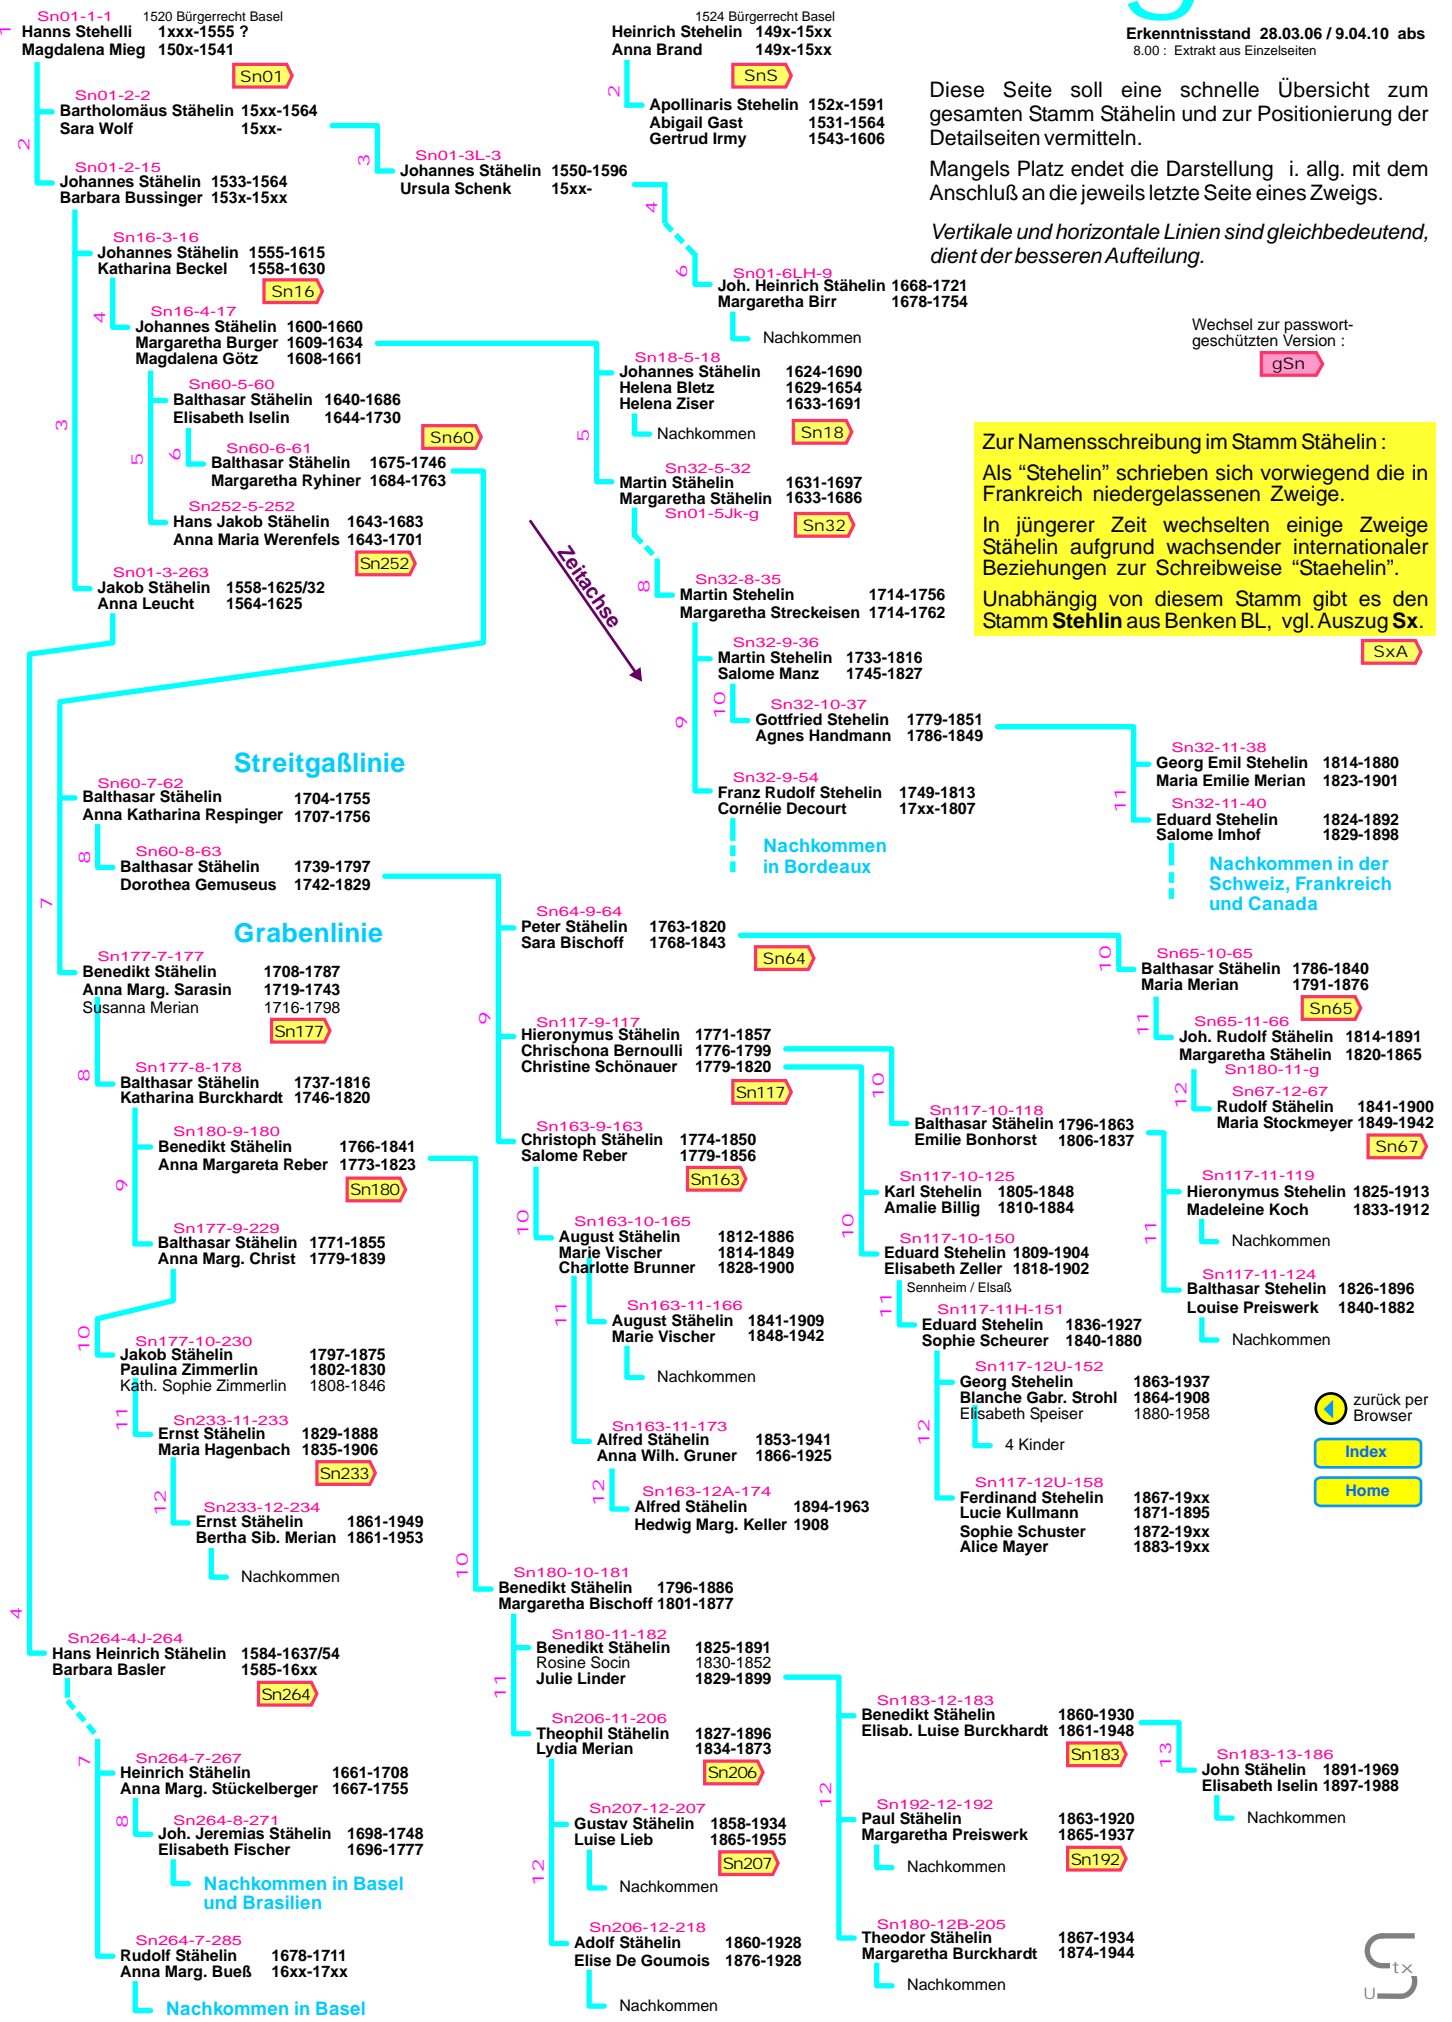 Sn01-1-1
1520 Bürgerrecht Basel
1
Hanns Stehelli 1xxx-1555 ?
Magdalena Mieg 150x-1541
Sn01
2
Sn01-2-2
Bartholomäus Stähelin 15xx-1564
Sara Wolf 15xx-
Sn01-2-15
Johannes Stähelin 1533-1564
Barbara Bussinger 153x-15xx
3
Sn01-3L-3
Johannes Stähelin 1550-1596
Ursula Schenk 15xx-
1524 Bürgerrecht Basel
Heinrich Stehelin 149x-15xx
Anna Brand 149x-15xx
SnS
2
Apollinaris Stehelin 152x-1591
Abigail Gast 1531-1564
Gertrud Irmy 1543-1606
Erkenntnisstand 28.03.06 / 9.04.10 abs
8.00 : Extrakt aus Einzelseiten
Diese Seite soll eine schnelle Übersicht zum
gesamten Stamm Stähelin und zur Positionierung der
Detailseiten vermitteln.
Mangels Platz endet die Darstellung i. allg. mit dem
Anschluß an die jeweils letzte Seite eines Zweigs.
Vertikale und horizontale Linien sind gleichbedeutend,
dient der besseren Aufteilung.
4
6
Sn01-6LH-9
Joh. Heinrich Stähelin 1668-1721
Margaretha Birr 1678-1754
Nachkommen
Wechsel zur passwort-
geschützten Version :
gSn
3
Sn16-3-16
Johannes Stähelin 1555-1615
Katharina Beckel 1558-1630
Sn16
4
Sn16-4-17
Johannes Stähelin 1600-1660
Margaretha Burger 1609-1634
Magdalena Götz 1608-1661
5
Sn60-5-60
Balthasar Stähelin 1640-1686
Elisabeth Iselin 1644-1730
Sn60
6
Sn60-6-61
Balthasar Stähelin 1675-1746
Margaretha Ryhiner 1684-1763
Sn252-5-252
Hans Jakob Stähelin 1643-1683
Anna Maria Werenfels 1643-1701
Sn252
Sn01-3-263
Jakob Stähelin 1558-1625/32
Anna Leucht 1564-1625
5
Sn18-5-18
Johannes Stähelin 1624-1690
Helena Bletz 1629-1654
Helena Ziser 1633-1691
Nachkommen
Sn18
Sn32-5-32
Martin Stähelin 1631-1697
Margaretha Stähelin 1633-1686
Sn01-5Jk-g
Sn32
Zeitachse
8
Sn32-8-35
Martin Stehelin 1714-1756
Margaretha Streckeisen 1714-1762
9
Sn32-9-36
Martin Stehelin 1733-1816
Salome Manz 1745-1827
10
Sn32-10-37
Gottfried Stehelin 1779-1851
Agnes Handmann 1786-1849
Sn32-9-54
Franz Rudolf Stehelin 1749-1813
Cornélie Decourt 17xx-1807
Nachkommen
in Bordeaux
Zur Namensschreibung im Stamm Stähelin :
Als “Stehelin” schrieben sich vorwiegend die in
Frankreich niedergelassenen Zweige.
In jüngerer Zeit wechselten einige Zweige
Stähelin aufgrund wachsender internationaler
Beziehungen zur Schreibweise “Staehelin”.
Unabhängig von diesem Stamm gibt es den
Stamm Stehlin aus Benken BL, vgl. Auszug Sx.
SxA
11
Sn32-11-38
Georg Emil Stehelin 1814-1880
Maria Emilie Merian 1823-1901
Sn32-11-40
Eduard Stehelin 1824-1892
Salome Imhof 1829-1898
Nachkommen in der
Schweiz, Frankreich
und Canada
7
Streitgaßlinie
Sn60-7-62
Balthasar Stähelin 1704-1755
Anna Katharina Respinger 1707-1756
8
Sn60-8-63
Balthasar Stähelin 1739-1797
Dorothea Gemuseus 1742-1829
Grabenlinie
Sn177-7-177
Benedikt Stähelin 1708-1787
Anna Marg. Sarasin 1719-1743
Susanna Merian 1716-1798
Sn177
8
Sn177-8-178
Balthasar Stähelin 1737-1816
Katharina Burckhardt 1746-1820
9
Sn180-9-180
Benedikt Stähelin 1766-1841
Anna Margareta Reber 1773-1823
Sn180
Sn177-9-229
Balthasar Stähelin 1771-1855
Anna Marg. Christ 1779-1839
10
Sn177-10-230
Jakob Stähelin 1797-1875
Paulina Zimmerlin 1802-1830
Kath. Sophie Zimmerlin 1808-1846
11
Sn233-11-233
Ernst Stähelin 1829-1888
Maria Hagenbach 1835-1906
Sn233
12
Sn233-12-234
Ernst Stähelin 1861-1949
Bertha Sib. Merian 1861-1953
Nachkommen
9
Sn64-9-64
Peter Stähelin 1763-1820
Sara Bischoff 1768-1843
Sn64
Sn117-9-117
Hieronymus Stähelin 1771-1857
Chrischona Bernoulli 1776-1799
Christine Schönauer 1779-1820
Sn117
Sn163-9-163
Christoph Stähelin 1774-1850
Salome Reber 1779-1856
Sn163
10
Sn163-10-165
August Stähelin 1812-1886
Marie Vischer 1814-1849
Charlotte Brunner 1828-1900
11
Sn163-11-166
August Stähelin 1841-1909
Marie Vischer 1848-1942
Nachkommen
Sn163-11-173
Alfred Stähelin 1853-1941
Anna Wilh. Gruner 1866-1925
12
Sn163-12A-174
Alfred Stähelin 1894-1963
Hedwig Marg. Keller 1908
10
Sn65-10-65
Balthasar Stähelin 1786-1840
Maria Merian 1791-1876
Sn65
11
Sn65-11-66
Joh. Rudolf Stähelin 1814-1891
Margaretha Stähelin 1820-1865
Sn180-11-g
12
Sn67-12-67
Rudolf Stähelin 1841-1900
Maria Stockmeyer 1849-1942
Sn67
10
Sn117-10-118
Balthasar Stähelin 1796-1863
Emilie Bonhorst 1806-1837
10
Sn117-10-125
Karl Stehelin 1805-1848
Amalie Billig 1810-1884
Sn117-10-150
Eduard Stehelin 1809-1904
Elisabeth Zeller 1818-1902
Sennheim / Elsaß
11
Sn117-11-119
Hieronymus Stehelin 1825-1913
Madeleine Koch 1833-1912
Nachkommen
Sn117-11-124
Balthasar Stehelin 1826-1896
Louise Preiswerk 1840-1882
Nachkommen
11
Sn117-11H-151
Eduard Stehelin 1836-1927
Sophie Scheurer 1840-1880
12
Sn117-12U-152
Georg Stehelin 1863-1937
Blanche Gabr. Strohl 1864-1908
Elisabeth Speiser 1880-1958
4 Kinder
Sn117-12U-158
Ferdinand Stehelin 1867-19xx
Lucie Kullmann 1871-1895
Sophie Schuster 1872-19xx
Alice Mayer 1883-19xx
zurück per
Browser
Index
Home
4
Sn264-4J-264
Hans Heinrich Stähelin 1584-1637/54
Barbara Basler 1585-16xx
Sn264
7
Sn264-7-267
Heinrich Stähelin 1661-1708
Anna Marg. Stückelberger 1667-1755
8
Sn264-8-271
Joh. Jeremias Stähelin 1698-1748
Elisabeth Fischer 1696-1777
Nachkommen in Basel
und Brasilien
Sn264-7-285
Rudolf Stähelin 1678-1711
Anna Marg. Bueß 16xx-17xx
Nachkommen in Basel
10
Sn180-10-181
Benedikt Stähelin 1796-1886
Margaretha Bischoff 1801-1877
11
Sn180-11-182
Benedikt Stähelin 1825-1891
Rosine Socin 1830-1852
Julie Linder 1829-1899
Sn206-11-206
Theophil Stähelin 1827-1896
Lydia Merian 1834-1873
Sn206
12
Sn207-12-207
Gustav Stähelin 1858-1934
Luise Lieb 1865-1955
Sn207
Nachkommen
Sn206-12-218
Adolf Stähelin 1860-1928
Elise De Goumois 1876-1928
Nachkommen
12
Sn183-12-183
Benedikt Stähelin 1860-1930
Elisab. Luise Burckhardt 1861-1948
Sn183
13
Sn183-13-186
John Stähelin 1891-1969
Elisabeth Iselin 1897-1988
Nachkommen
Sn192-12-192
Paul Stähelin 1863-1920
Margaretha Preiswerk 1865-1937
Sn192
Nachkommen
Sn180-12B-205
Theodor Stähelin 1867-1934
Margaretha Burckhardt 1874-1944
Nachkommen
S tx
U